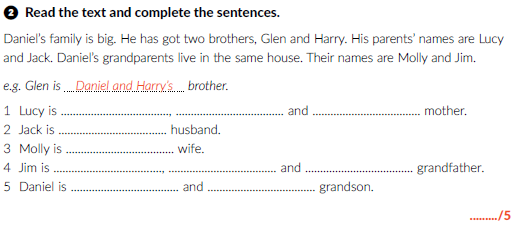 2 Read the text and complete the sentences.
Daniel's family is big. He has got two brothers, Glen and Harry. His parents' names are Lucy
and Jack. Daniel's grandparents live in the same house. Their names are Molly and Jim.
e.g. Glen is ....Daniel and Harry's.... brother.
1 Lucy is ...................................., .................................... and .................................... mother.
2 Jack is .................................... husband.
3 Molly is .................................... wife.
4 Jim is ...................................., .................................... and .................................... grandfather.
5 Daniel is .................................... and .................................... grandson.
........./5